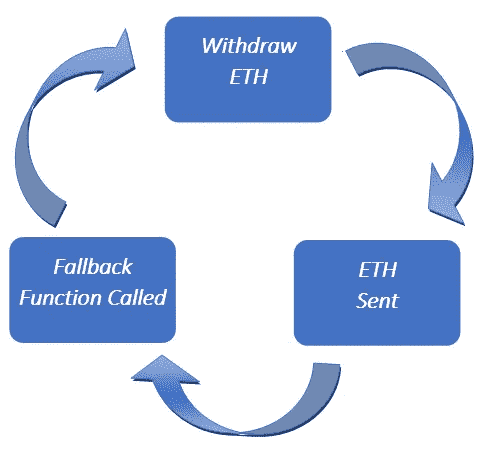 Withdraw
ETH
ETH
Sent
Fallback
Function Called